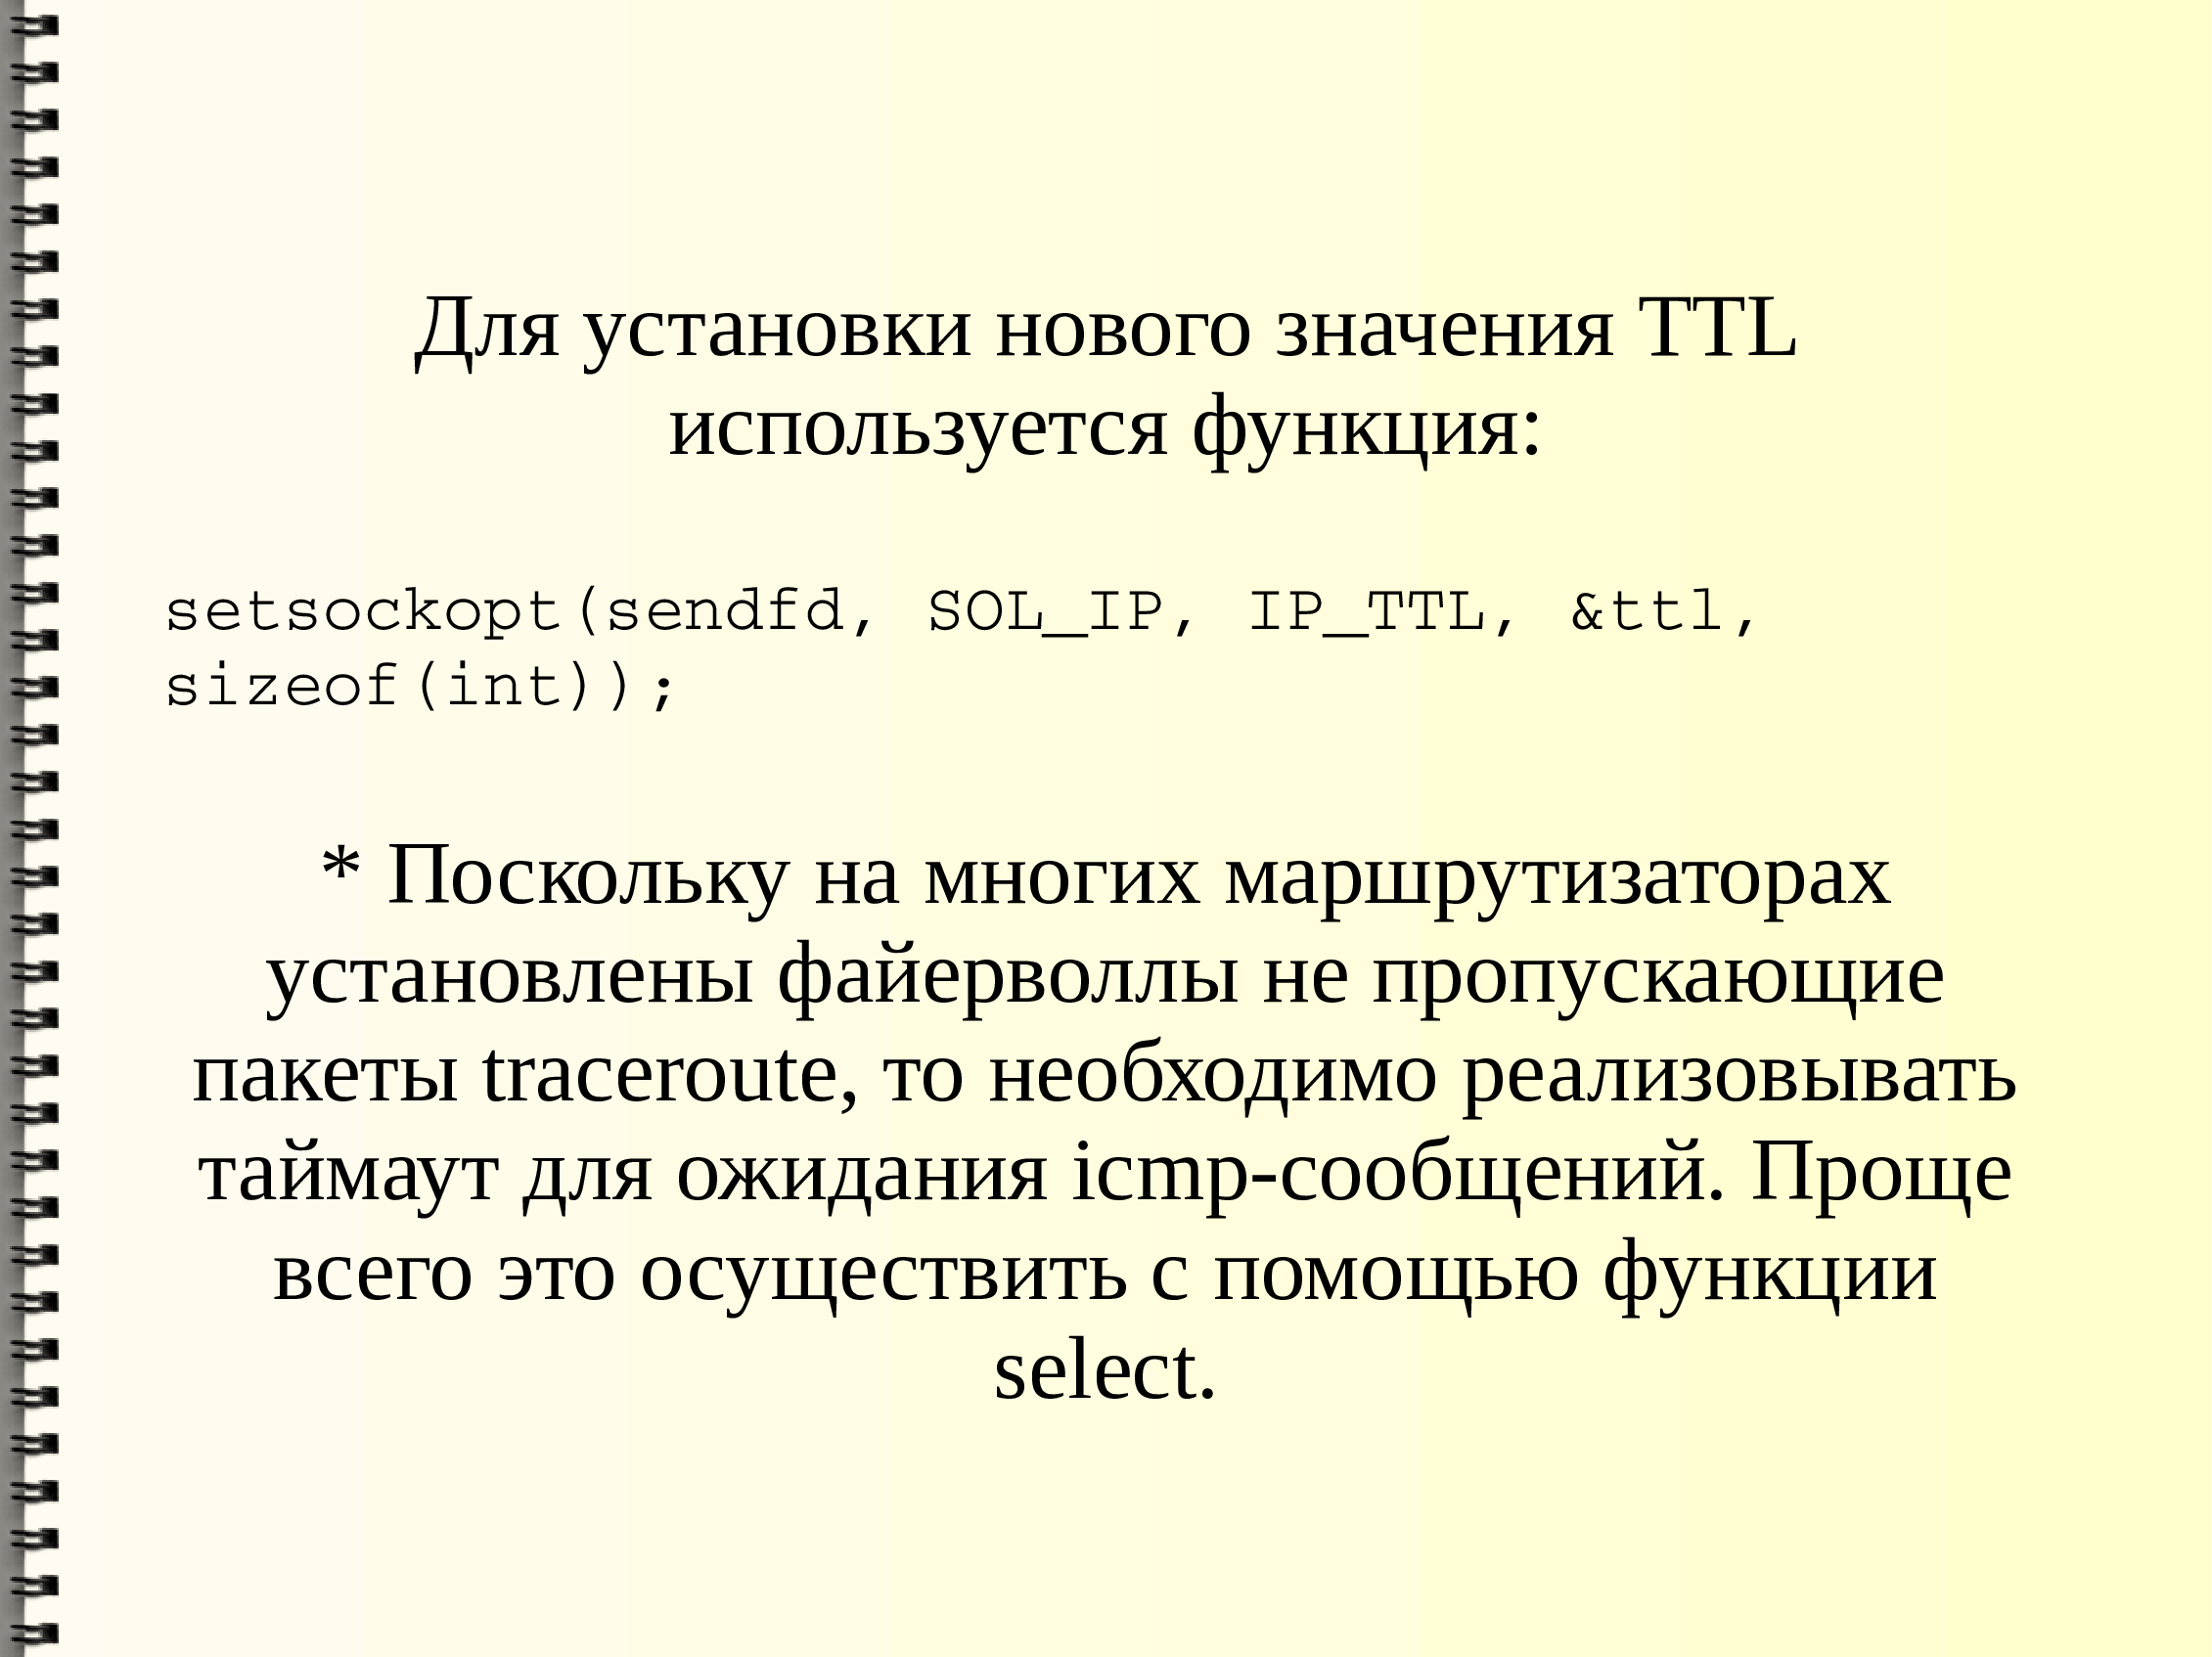 Для установки нового значения TTL
используется функция:
setsockopt(sendfd, SOL_IP, IP_TTL, &ttl,
sizeof(int));
* Поскольку на многих маршрутизаторах
установлены файерволлы не пропускающие
пакеты traceroute, то необходимо реализовывать
таймаут для ожидания icmp-сообщений. Проще
всего это осуществить с помощью функции
select.